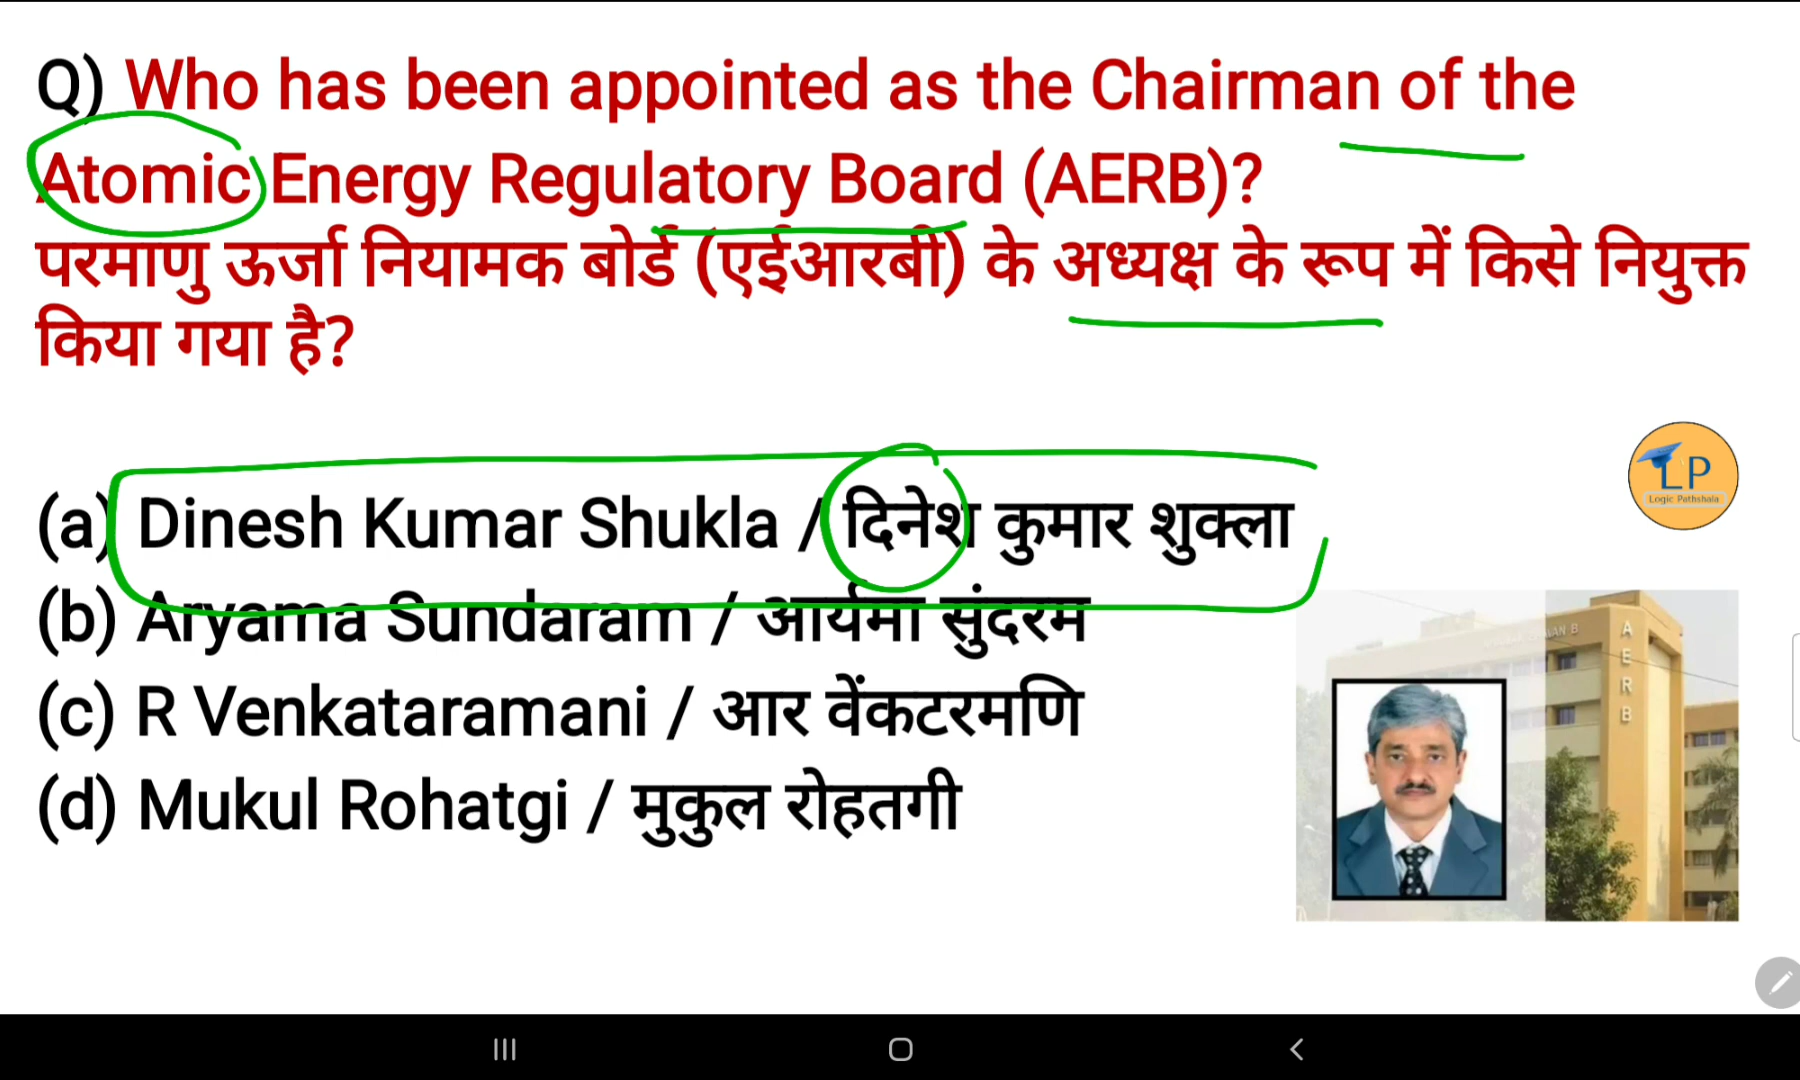 Q) Who has been appointed as the Chairman of the
Atomic Energy Regulatory Board (AERB)?
परमाणु ऊर्जा नियामक बोर्ड (एईआरबी) के अध्यक्ष के रूप में किसे नियुक्त
किया गया है?
LP
Logic Pathshala
(a) Dinesh Kumar Shukla / दिनेश कुमार शुक्ला
(b) Aryama Sundaram / आर्यमा सुंदरम
(c) R Venkataramani / आर वेंकटरमणि
(d) Mukul Rohatgi / मुकुल रोहतगी
AERB